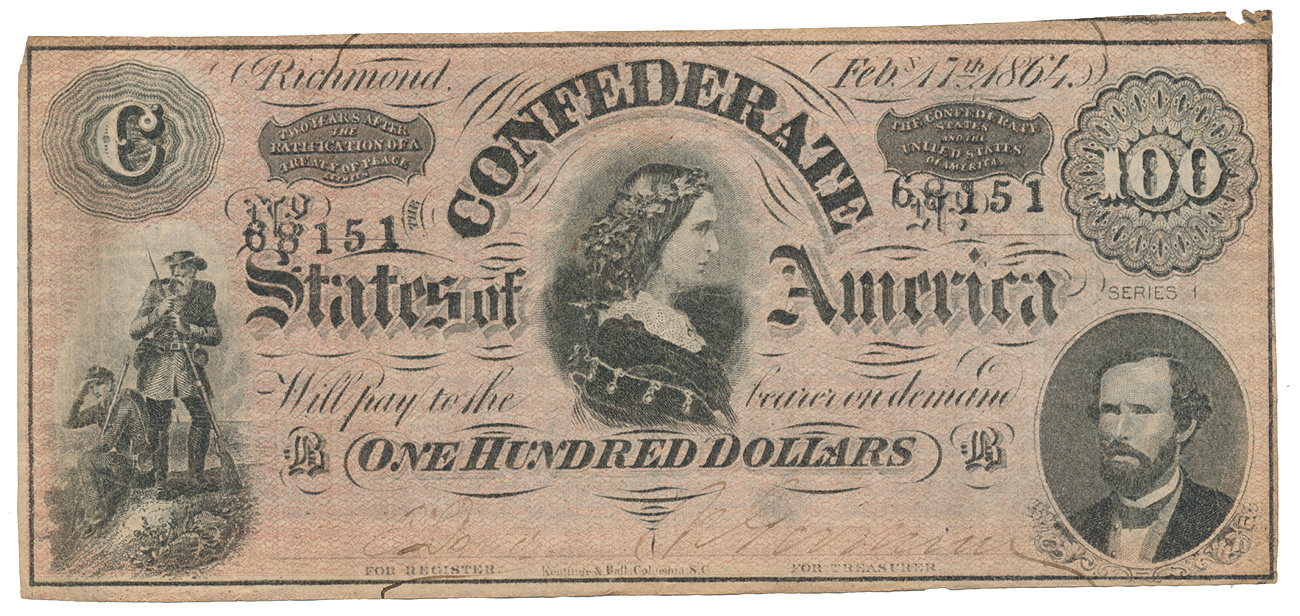 Richmond.
Feby. 17th 1864.
C
TWO YEARS AFTER
THE
RATIFICATION OF A
TREATY OF PEACE
CONFEDERATE
THE CONFEDERATE
STATES
AND THE
UNITED STATES
OF AMERICA.
100
No
68151
THE
68151
No
States of America
SERIES 1
Will pay to the bearer on demand
B ONE HUNDRED DOLLARS B
FOR REGISTER.
Keatinge & Ball, Columbia, S.C.
FOR TREASURER